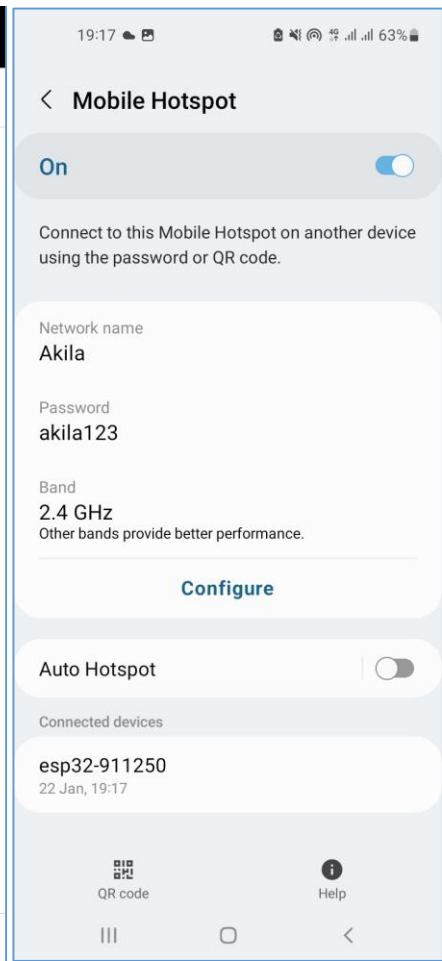 19:17 4G 63%
Mobile Hotspot
On
Connect to this Mobile Hotspot on another device
using the password or QR code.
Network name
Akila
Password
akila123
Band
2.4 GHz
Other bands provide better performance.
Configure
Auto Hotspot
Connected devices
esp32-911250
22 Jan, 19:17
QR code Help